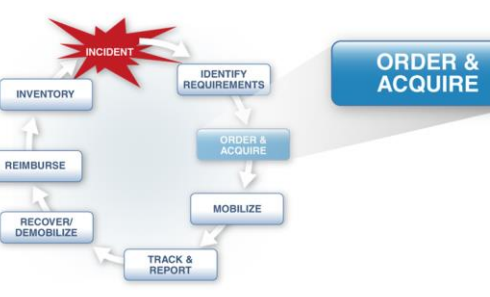 INCIDENT
IDENTIFY
REQUIREMENTS
ORDER &
ACQUIRE
MOBILIZE
TRACK &
REPORT
RECOVER/
DEMOBILIZE
REIMBURSE
INVENTORY
ORDER &
ACQUIRE